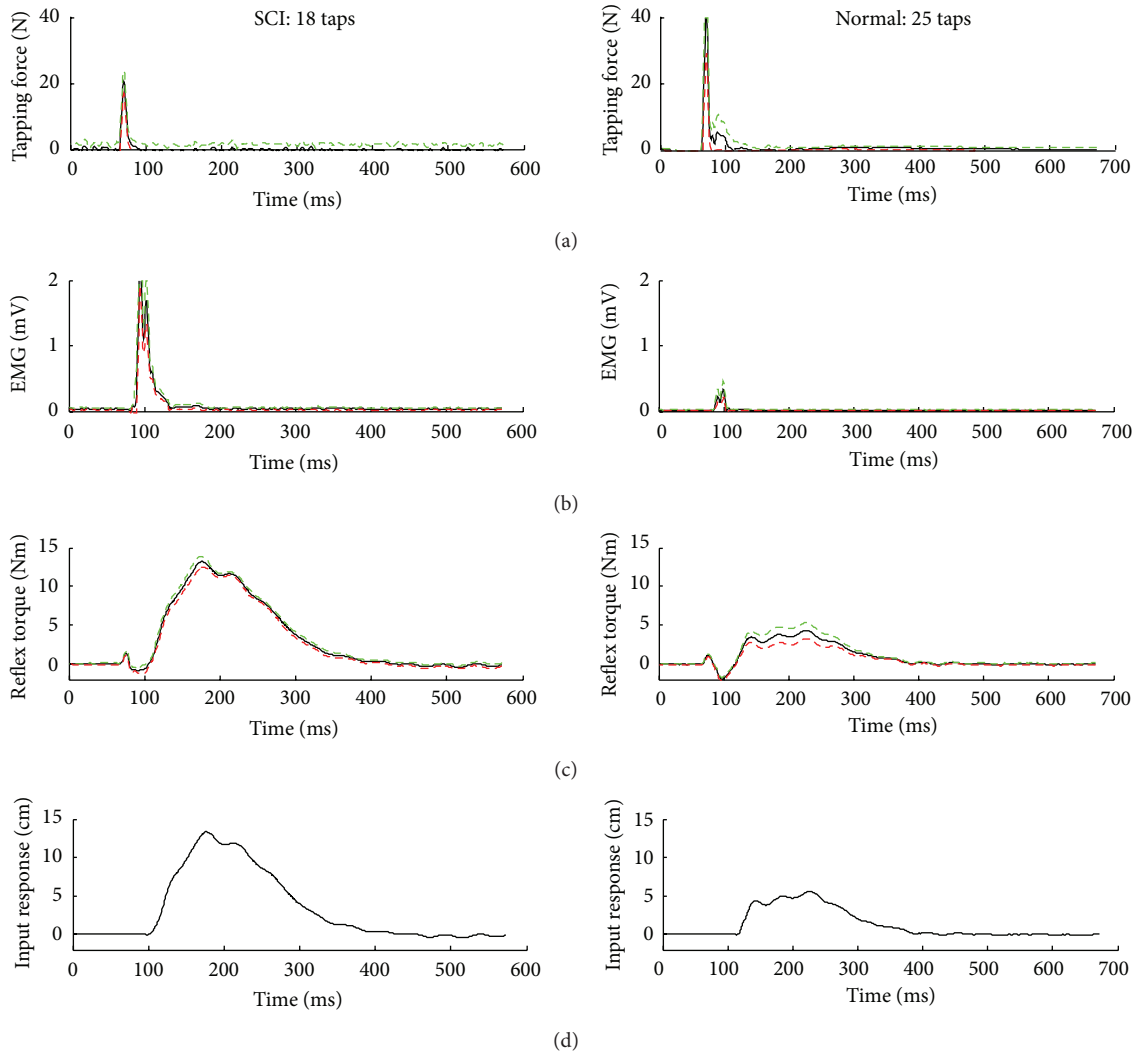 SCI: 18 taps
Tapping force (N)
40
20
0
0 100 200 300 400 500 600
Time (ms)
Normal: 25 taps
Tapping force (N)
40
20
0
0 100 200 300 400 500 600 700
Time (ms)
(a)
EMG (mV)
2
1
0
0 100 200 300 400 500 600
Time (ms)
EMG (mV)
2
1
0
0 100 200 300 400 500 600 700
Time (ms)
(b)
Reflex torque (Nm)
15
10
5
0
0 100 200 300 400 500 600
Time (ms)
Reflex torque (Nm)
15
10
5
0
0 100 200 300 400 500 600 700
Time (ms)
(c)
Input response (cm)
15
10
5
0
0 100 200 300 400 500 600
Time (ms)
Input response (cm)
15
10
5
0
0 100 200 300 400 500 600 700
Time (ms)
(d)